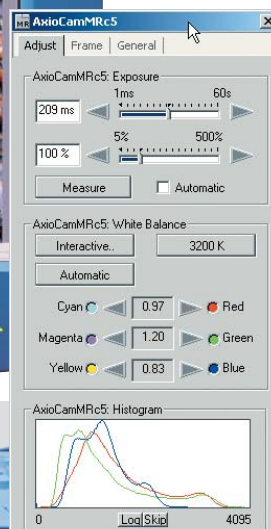 MR AxioCamMRc5
Adjust Frame General
AxioCamMRc5: Exposure
1ms 60s
209 ms
5% 500%
100 %
Measure Automatic
AxioCamMRc5: White Balance
Interactive.. 3200 K
Automatic
Cyan 0.97 Red
Magenta 1.20 Green
Yellow 0.83 Blue
AxioCamMRc5: Histogram
0 Log Skip 4095